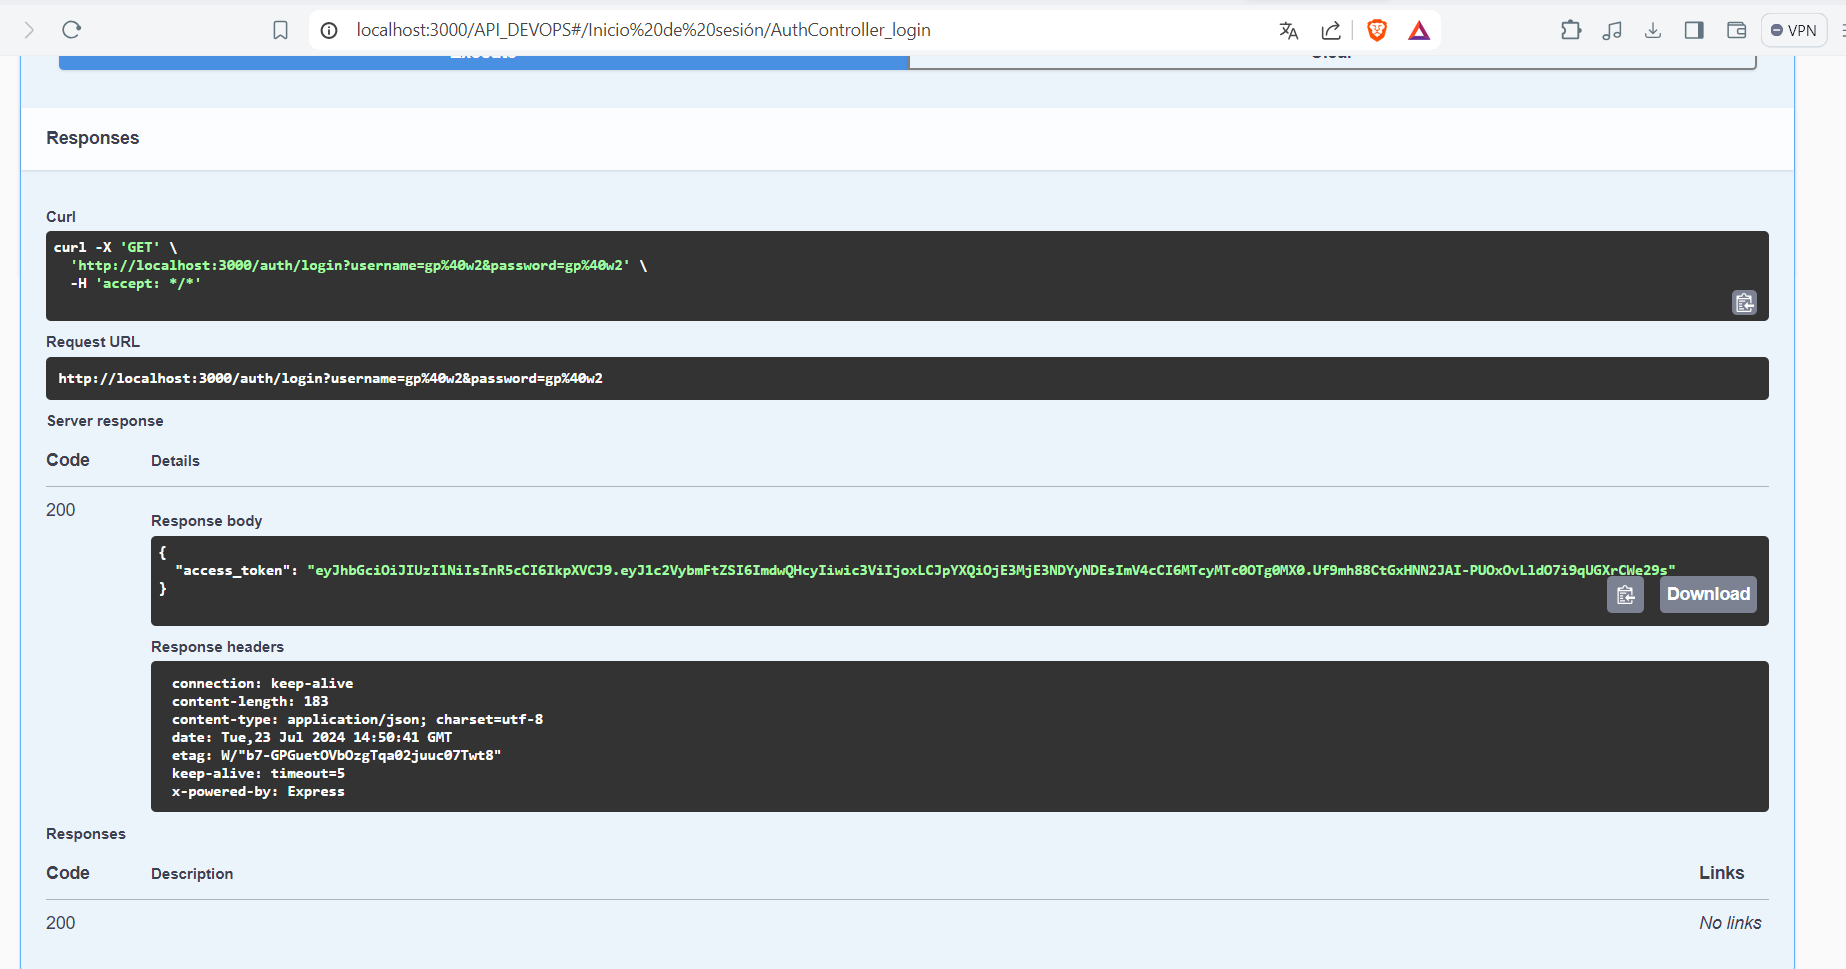 localhost:3000/API_DEVOPS#/Inicio%20de%20sesión/AuthController_login
VPN
Execute
Clear
Responses
Curl
curl -X 'GET' \
'http://localhost:3000/auth/login?username=gp%40w2&password=gp%40w2' \
-H 'accept: */*'
Request URL
http://localhost:3000/auth/login?username=gp%40w2&password=gp%40w2
Server response
Code Details
200
Response body
{
"access_token": "eyJhbGciOiJIUzI1NiIsInR5cCI6IkpXVCJ9.eyJ1c2VybmFtZSI6ImdwQHcyIiwic3ViIjoxLCJpYXQiOjE3MjE3NDYyNDEsImV4cCI6MTcyMTc0OTg0MX0.Uf9mh88CtGxHNN2JAI-PUOxOvLldO7i9qUGXrCWe29s"
}
Download
Response headers
connection: keep-alive
content-length: 183
content-type: application/json; charset=utf-8
date: Tue,23 Jul 2024 14:50:41 GMT
etag: W/"b7-GPGuetOVbOzgTqa02juuc07Twt8"
keep-alive: timeout=5
x-powered-by: Express
Responses
Code Description Links
200 No links